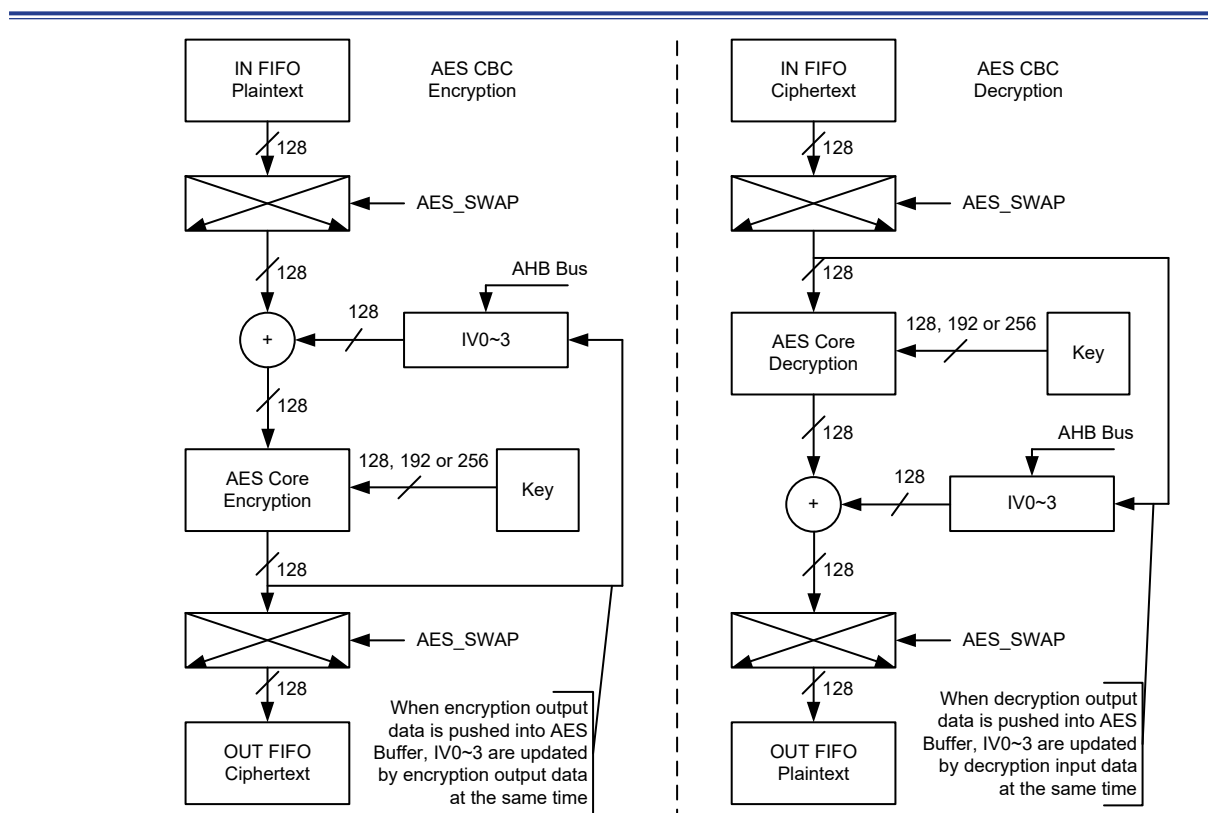 IN FIFO
Plaintext
AES CBC
Encryption
128
AES_SWAP
128
AHB Bus
128
IV0~3
+
128
128, 192 or 256
AES Core
Encryption
Key
128
AES_SWAP
128
When encryption output
data is pushed into AES
Buffer, IV0~3 are updated
by encryption output data
at the same time
OUT FIFO
Ciphertext
IN FIFO
Ciphertext
AES CBC
Decryption
128
AES_SWAP
128
128, 192 or 256
AES Core
Decryption
Key
128
AHB Bus
128
IV0~3
+
128
AES_SWAP
128
When decryption output
data is pushed into AES
Buffer, IV0~3 are updated
by decryption input data
at the same time
OUT FIFO
Plaintext